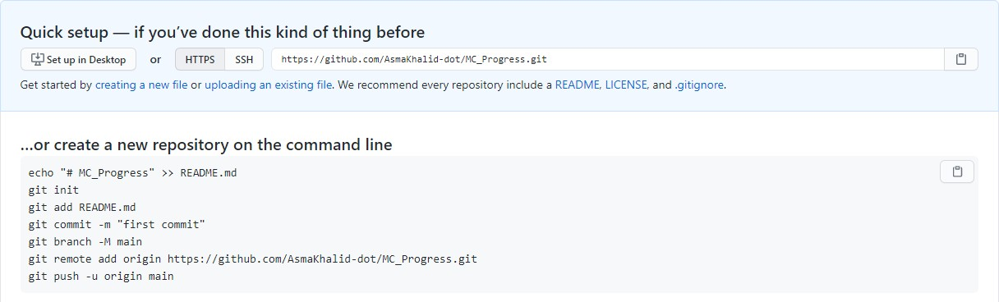 Quick setup — if you’ve done this kind of thing before
Set up in Desktop or HTTPS SSH https://github.com/AsmaKhalid-dot/MC_Progress.git
Get started by creating a new file or uploading an existing file. We recommend every repository include a README, LICENSE, and .gitignore.
…or create a new repository on the command line
echo "# MC_Progress" >> README.md
git init
git add README.md
git commit -m "first commit"
git branch -M main
git remote add origin https://github.com/AsmaKhalid-dot/MC_Progress.git
git push -u origin main